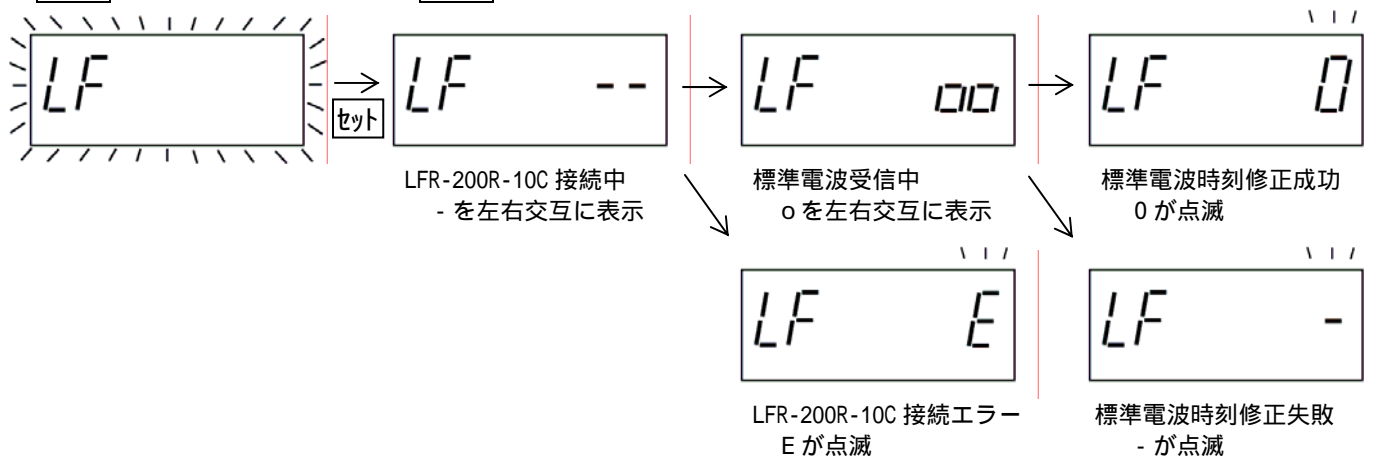 LF
セット
LF --
LF oo
LF 0
LFR-200R-10C 接続中
- を左右交互に表示
標準電波受信中
o を左右交互に表示
標準電波時刻修正成功
0 が点滅
LF E
LF -
LFR-200R-10C 接続エラー
E が点滅
標準電波時刻修正失敗
- が点滅